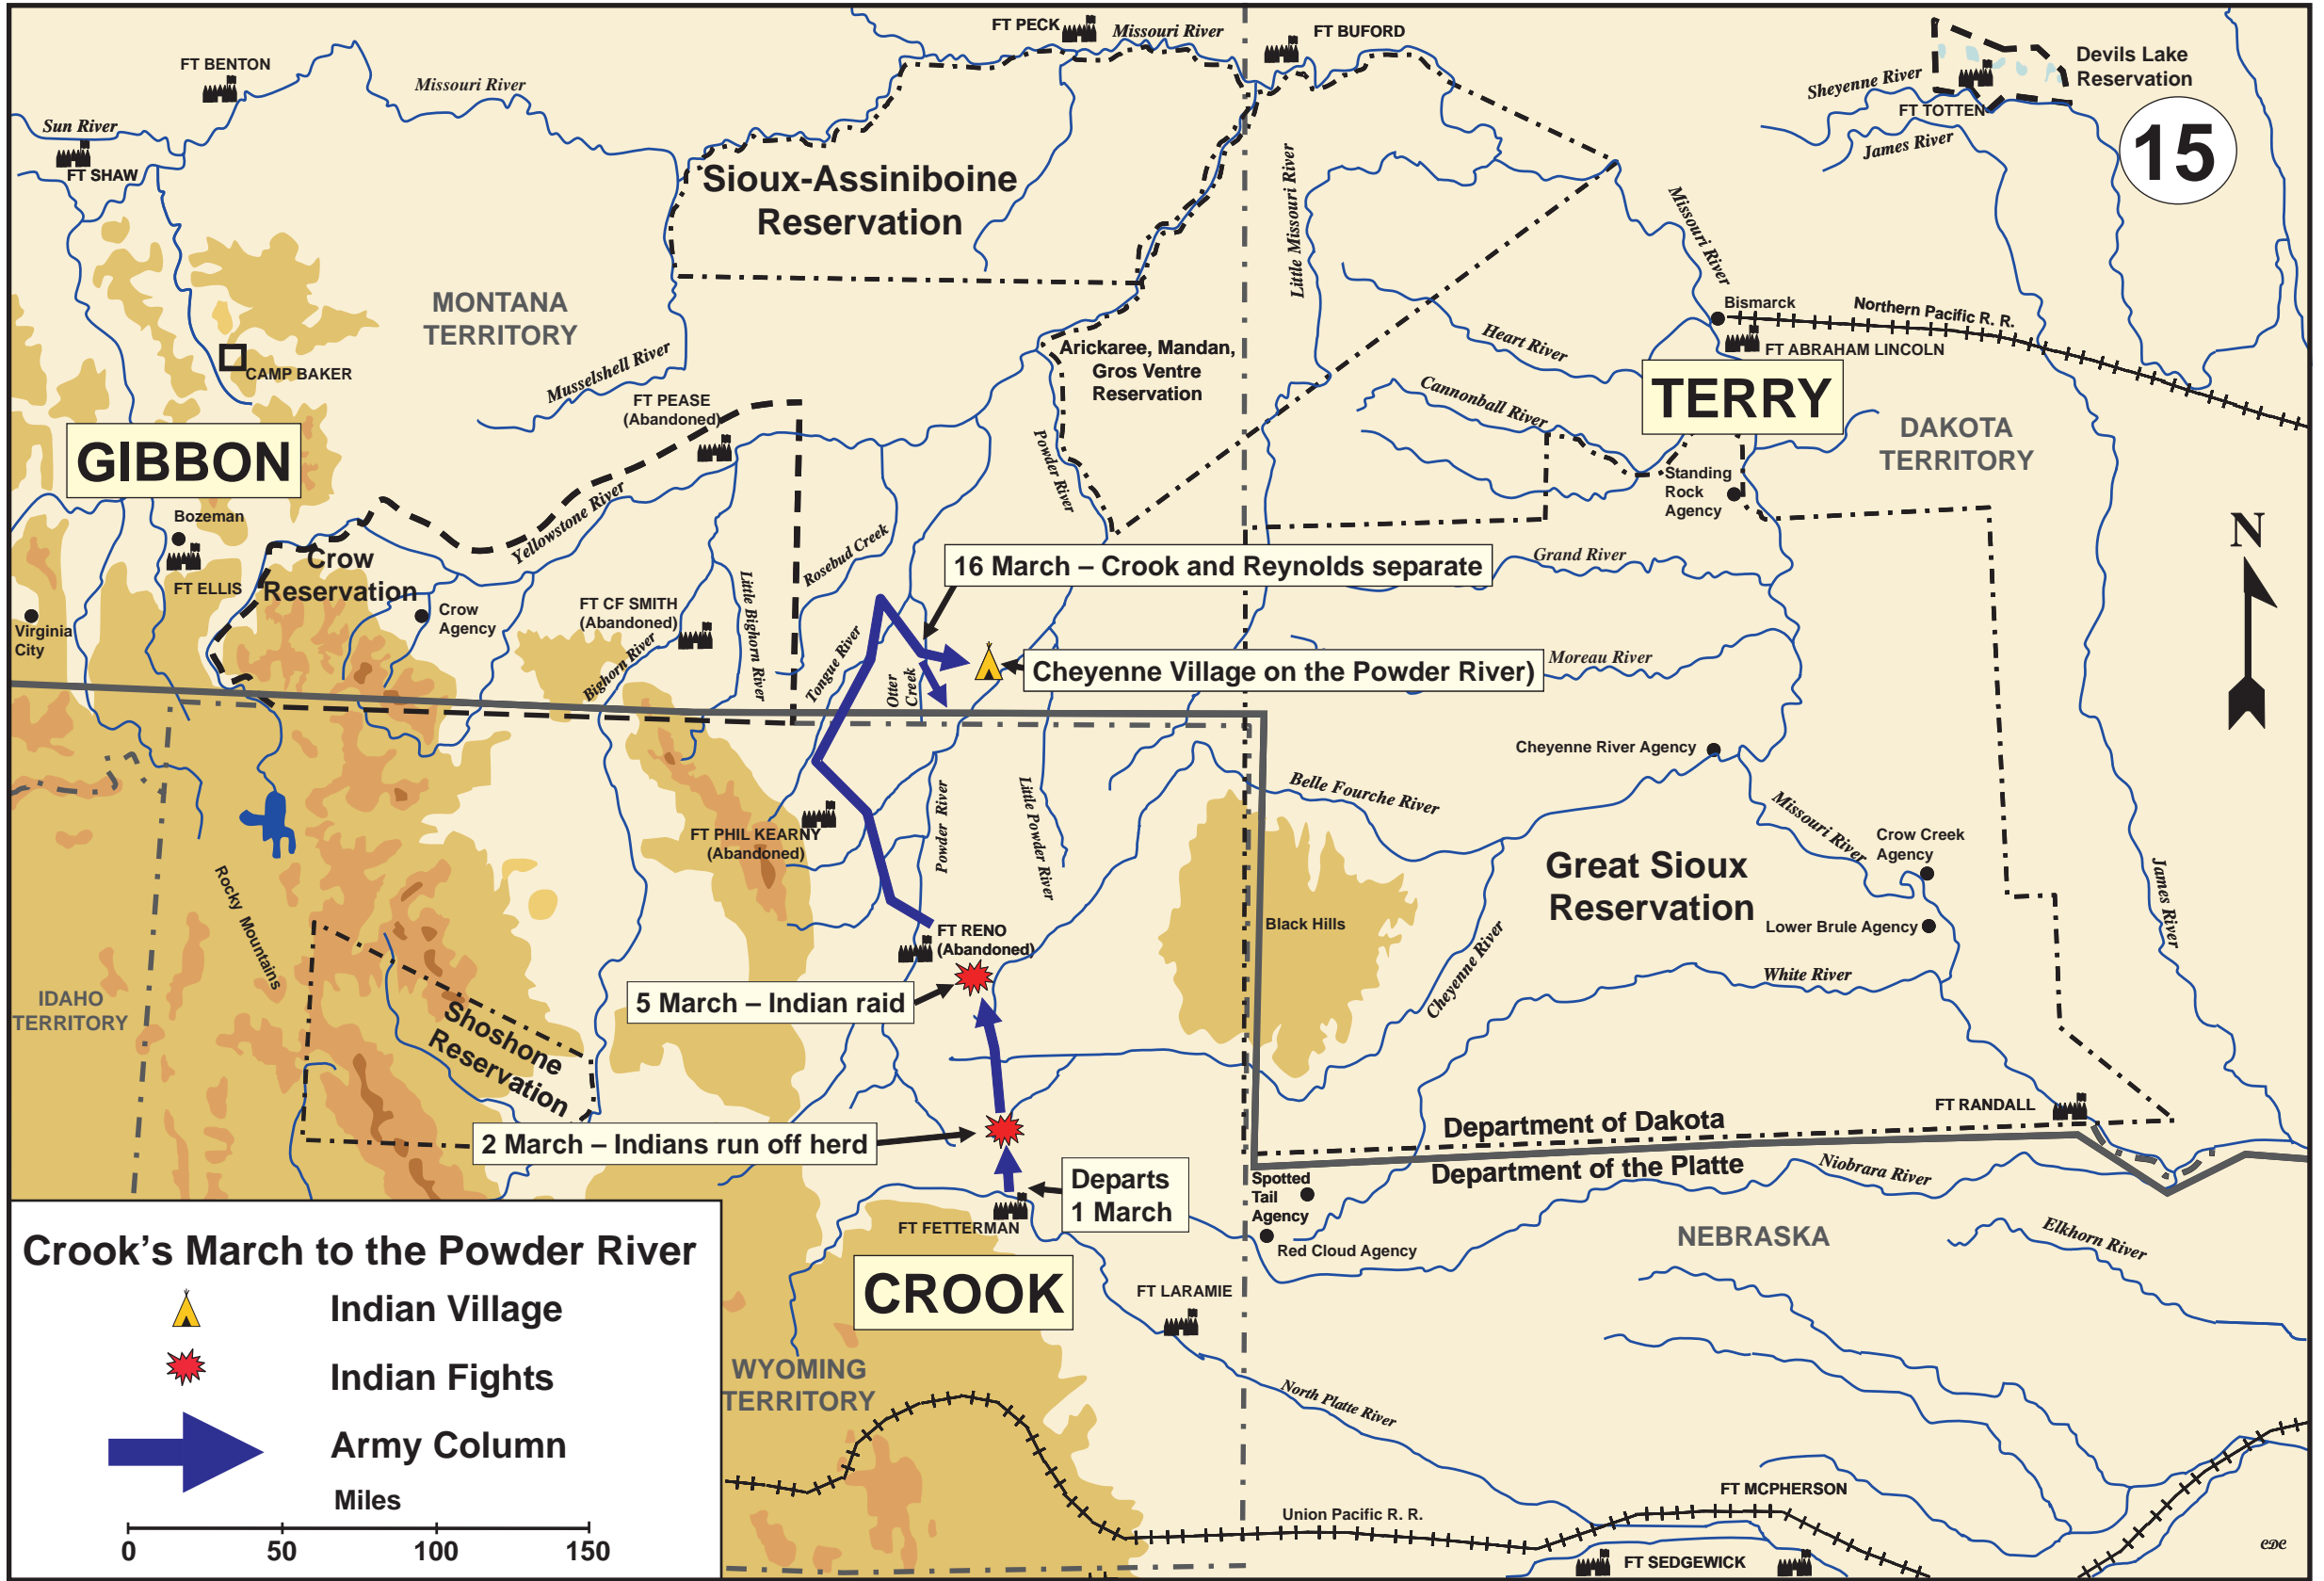 FT PECK
Missouri River
FT BUFORD
Devils Lake
Reservation
FT BENTON
Missouri River
Sheyenne River
FT TOTTEN
James River
15
Sun River
FT SHAW
Sioux-Assiniboine
Reservation
Little Missouri River
Missouri River
MONTANA
TERRITORY
Bismarck
Northern Pacific R. R.
FT ABRAHAM LINCOLN
CAMP BAKER
Musselshell River
Arickaree, Mandan,
Gros Ventre
Reservation
Heart River
TERRY
Cannonball River
FT PEASE
(Abandoned)
DAKOTA
TERRITORY
GIBBON
Powder River
Standing
Rock
Agency
Bozeman
Yellowstone River
N
FT ELLIS
Crow
Reservation
Rosebud Creek
16 March – Crook and Reynolds separate
Grand River
Crow
Agency
FT CF SMITH
(Abandoned)
Little Bighorn River
Virginia
City
Bighorn River
Tongue River
Otter
Creek
Cheyenne Village on the Powder River)
Moreau River
Cheyenne River Agency
Belle Fourche River
Missouri River
Crow Creek
Agency
FT PHIL KEARNY
(Abandoned)
Powder River
Little Powder River
Great Sioux
Reservation
James River
Rocky Mountains
Black Hills
Lower Brule Agency
FT RENO
(Abandoned)
Cheyenne River
White River
IDAHO
TERRITORY
5 March – Indian raid
Shoshone
Reservation
FT RANDALL
2 March – Indians run off herd
Department of Dakota
Department of the Platte
Niobrara River
Departs
1 March
Spotted
Tail
Agency
FT FETTERMAN
Red Cloud Agency
NEBRASKA
Elkhorn River
CROOK
FT LARAMIE
WYOMING
TERRITORY
North Platte River
FT MCPHERSON
Union Pacific R. R.
FT SEDGEWICK
CDC
Crook's March to the Powder River
Indian Village
Indian Fights
Army Column
Miles
0 50 100 150